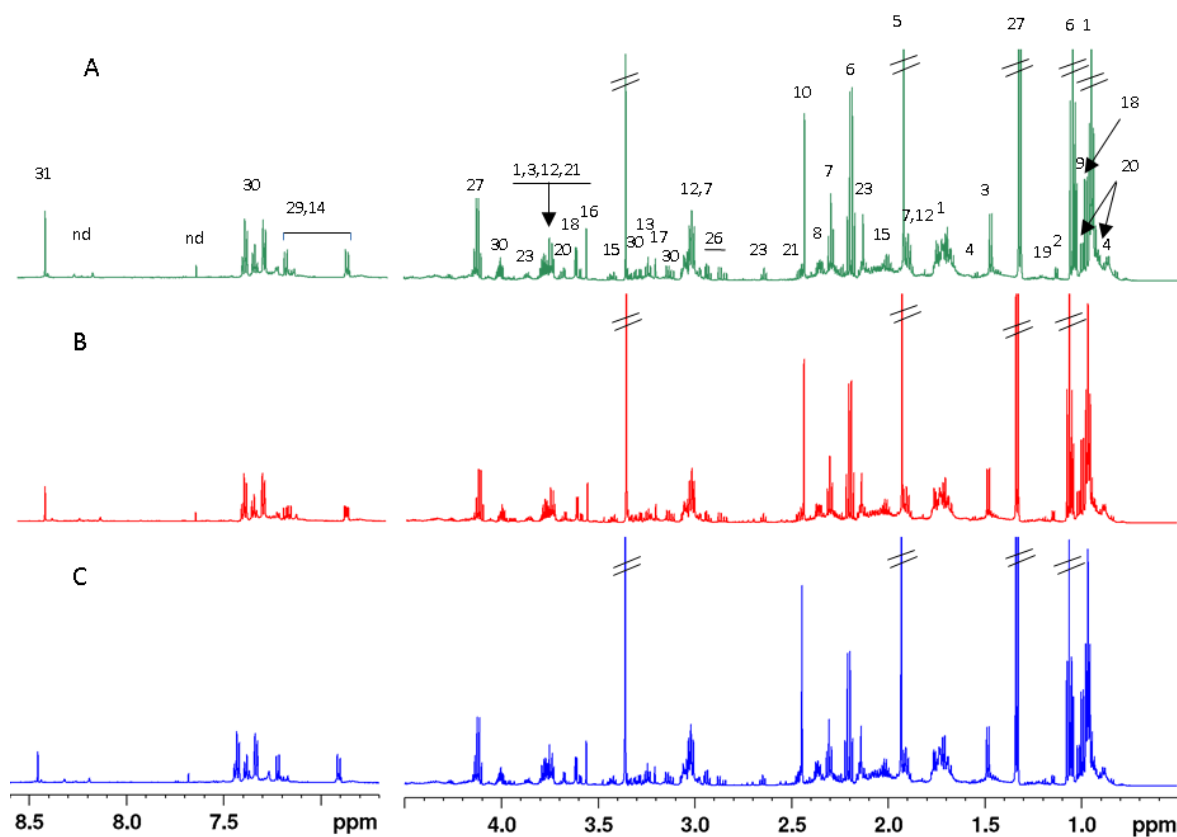 5 27 6 1
A
6
10 18
1,3,12,21
31 30 27 7 12,7 23 9 20
29,14 18 16 13 7,12 1 3
nd nd 30 23 20 15 30 17 30 26 23 21 8 15 4 19 2 4
B
C
8.5 8.0 7.5 ppm 4.0 3.5 3.0 2.5 2.0 1.5 1.0 ppm